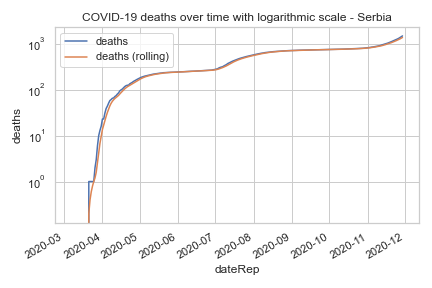 COVID-19 deaths over time with logarithmic scale - Serbia
deaths
deaths (rolling)
10³
10²
10¹
10⁰
deaths
2020-03
2020-04
2020-05
2020-06
2020-07
2020-08
2020-09
2020-10
2020-11
2020-12
dateRep